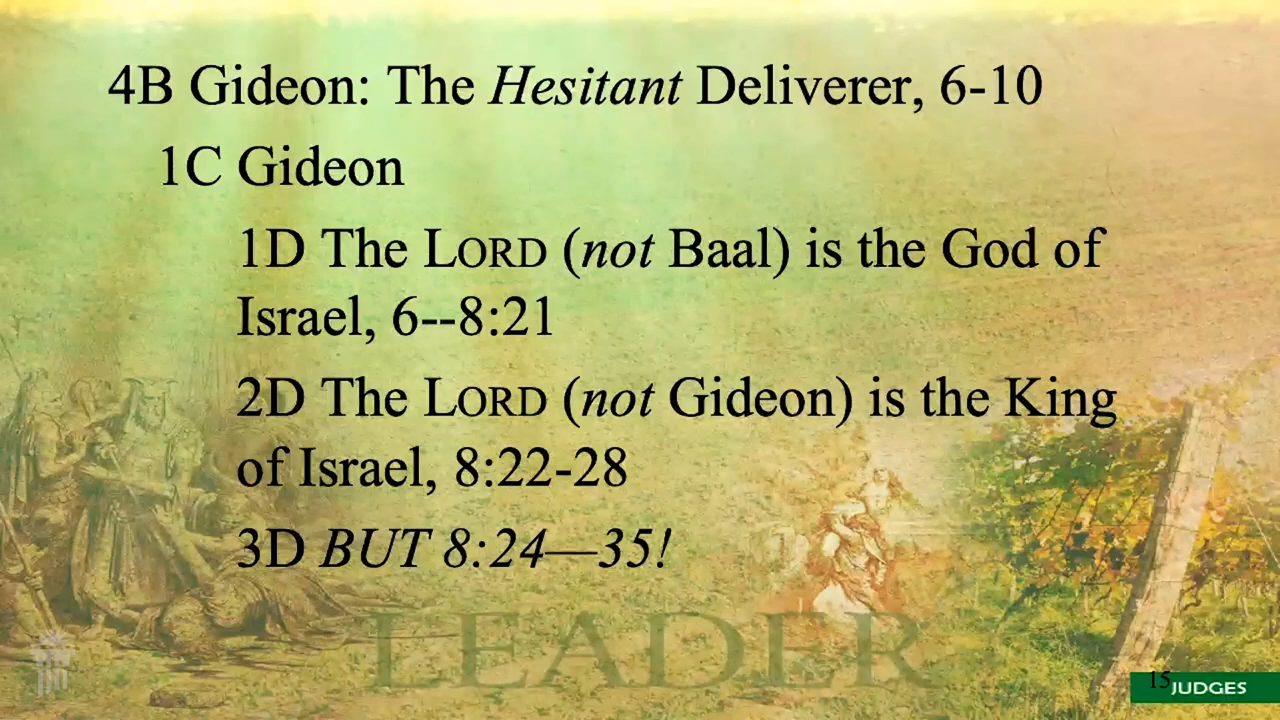 4B Gideon: The Hesitant Deliverer, 6-10
1C Gideon
1D The LORD (not Baal) is the God of
Israel, 6--8:21
2D The LORD (not Gideon) is the King
of Israel, 8:22-28
3D BUT 8:24—35!
LEADER
15
JUDGES